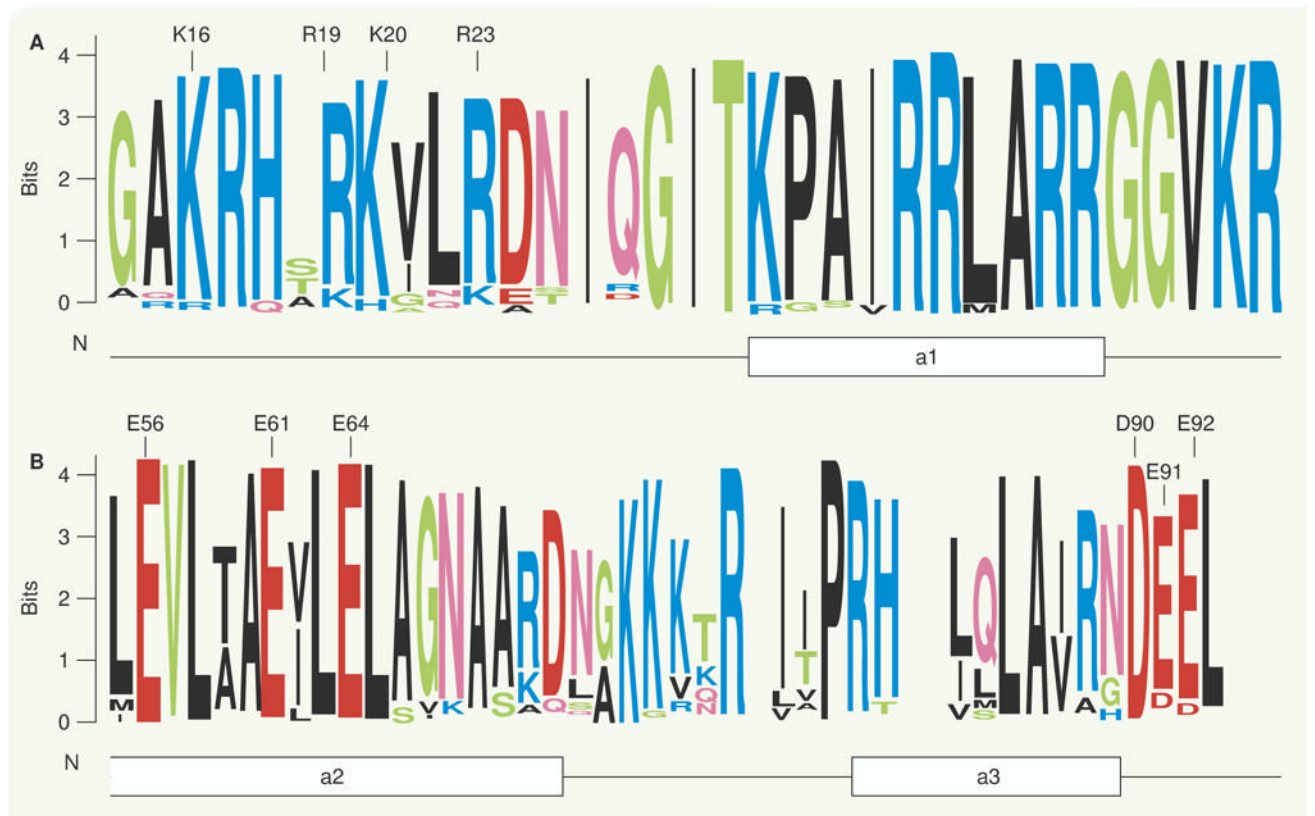 A
K16 R19 K20 R23
Bits
4
3
2
1
0
G A K R H S R K V L R D N I Q G I T K P A I R R L A R R G G V K R
A Q R Q T K H I N K E S R R G S V M
R A G Q A T D
A
N
a1
B
E56 E61 E64 D90 E91 E92
Bits
4
3
2
1
0
L E V L T A E V L E L A G N A A R D N G K K K T R I I P R H L Q L A I R N D E E L
M A I S V K S K Q L A G V K L T T I L V A G D D
I L A S R Q V V V M H
G N A S
N
a2
a3